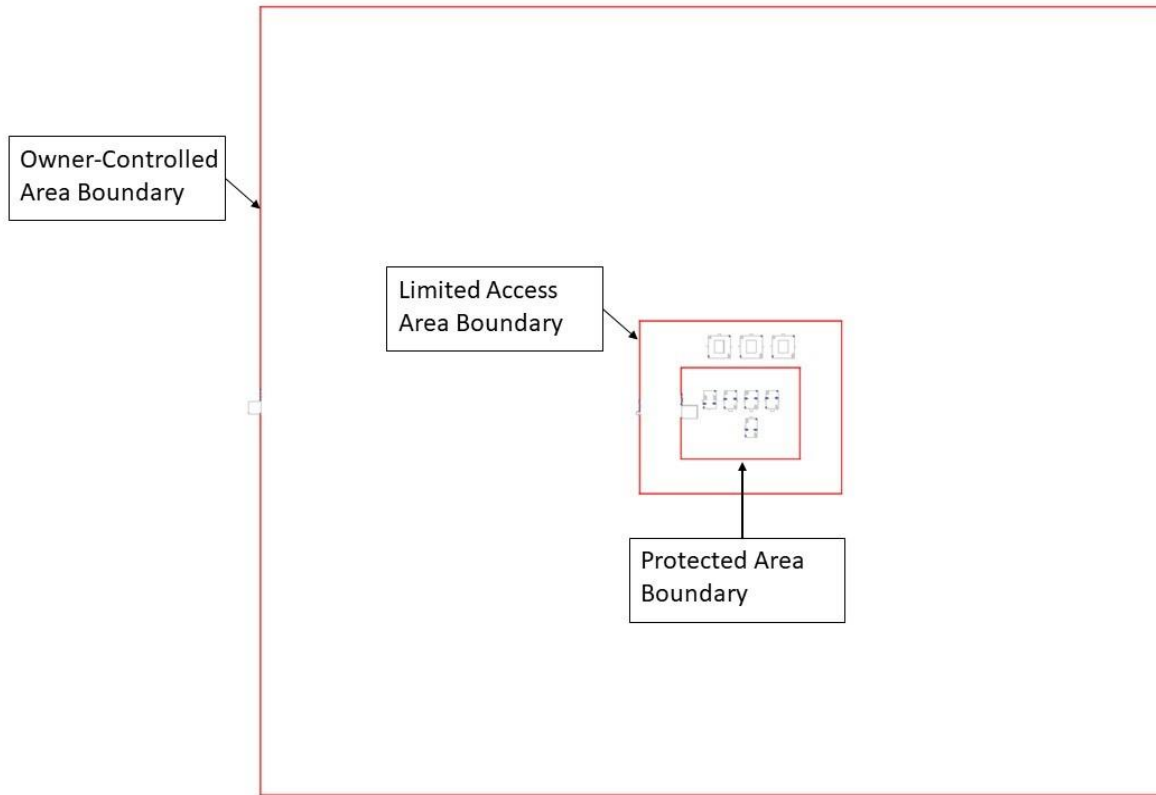 Owner-Controlled
Area Boundary
Limited Access
Area Boundary
Protected Area
Boundary